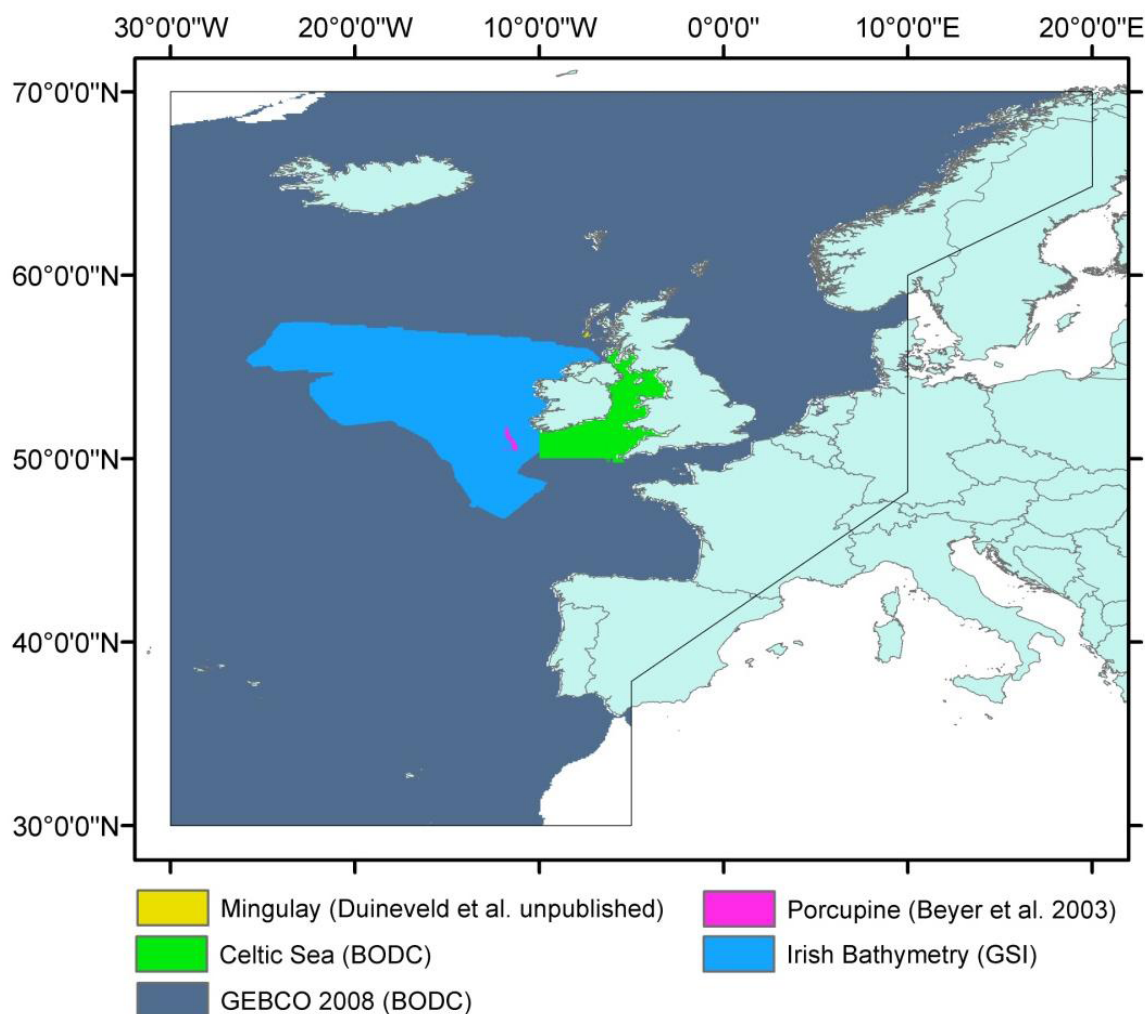 30°0'0"W 20°0'0"W 10°0'0"W 0°0'0" 10°0'0"E 20°0'0"E
70°0'0"N
60°0'0"N
50°0'0"N
40°0'0"N
30°0'0"N
Mingulay (Duineveld et al. unpublished)
Porcupine (Beyer et al. 2003)
Celtic Sea (BODC)
Irish Bathymetry (GSI)
GEBCO 2008 (BODC)